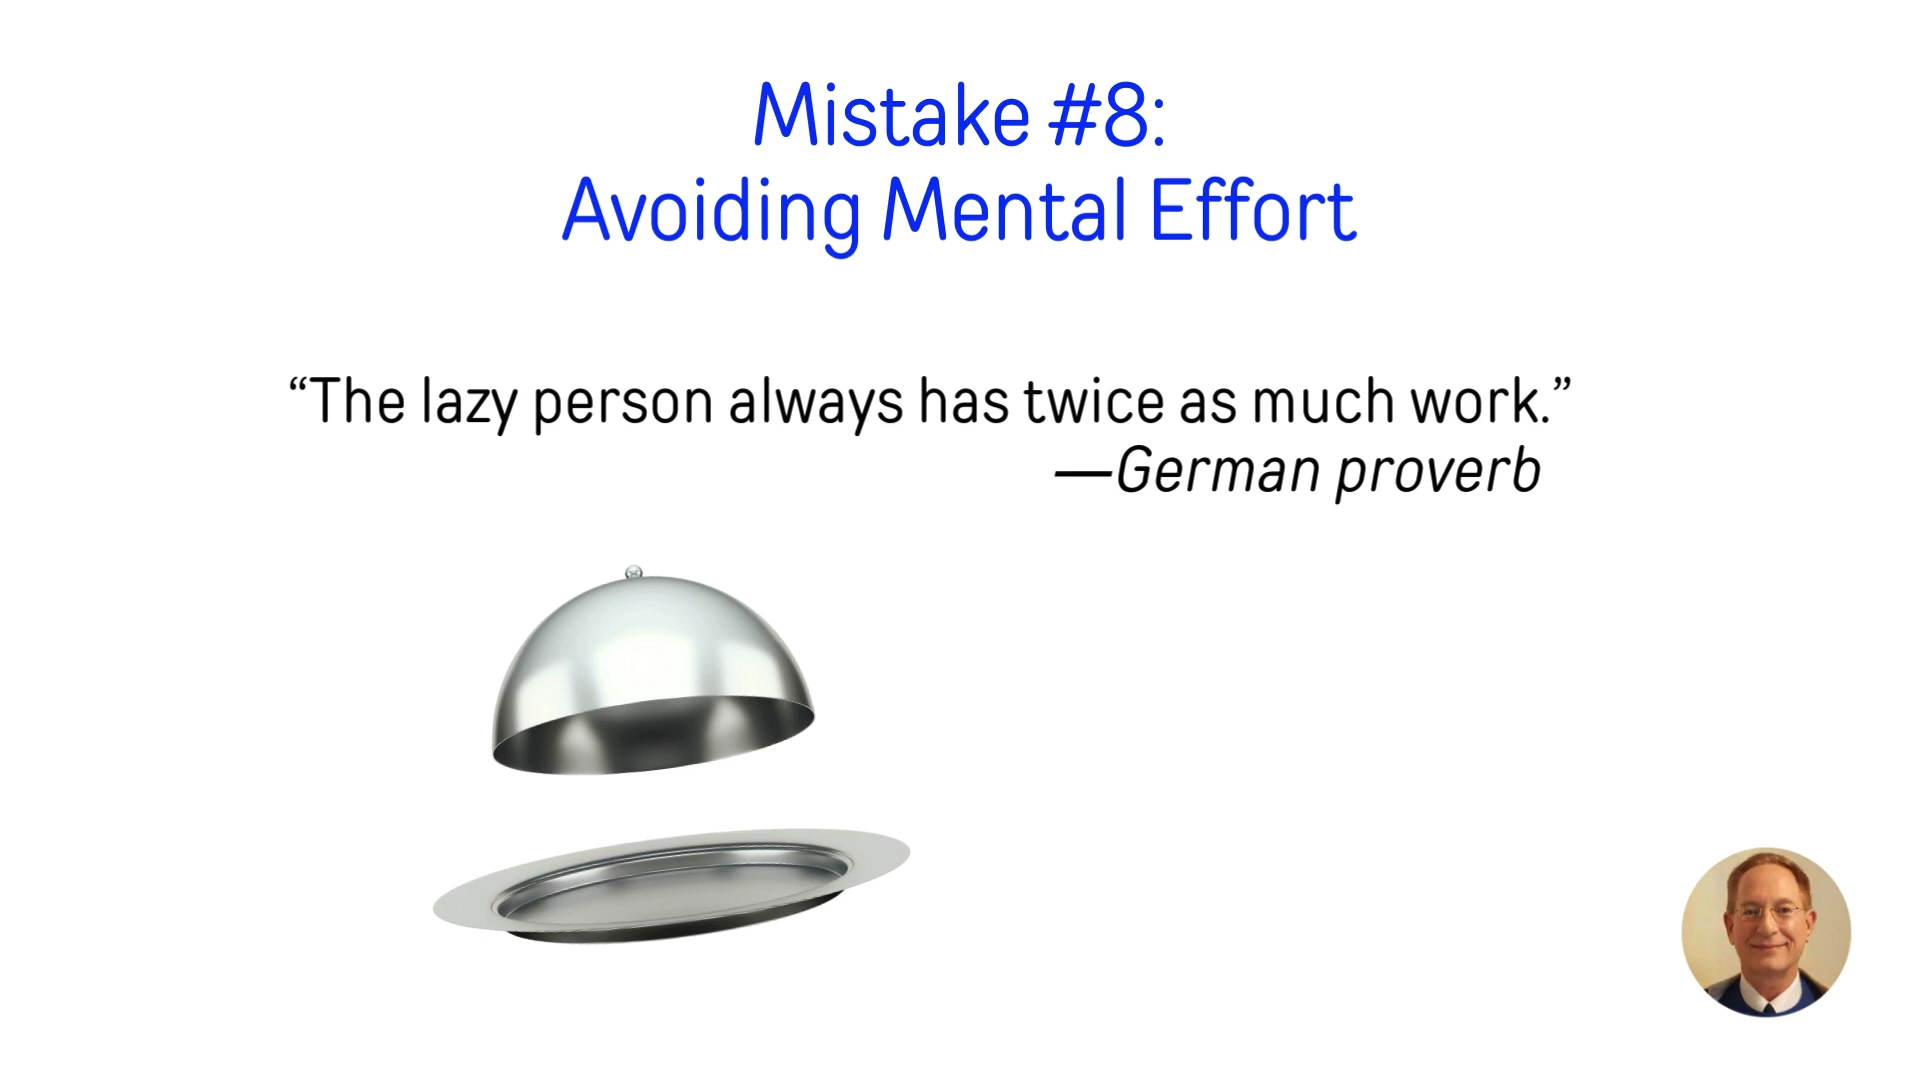 Mistake #8:
Avoiding Mental Effort
“The lazy person always has twice as much work.”
—German proverb